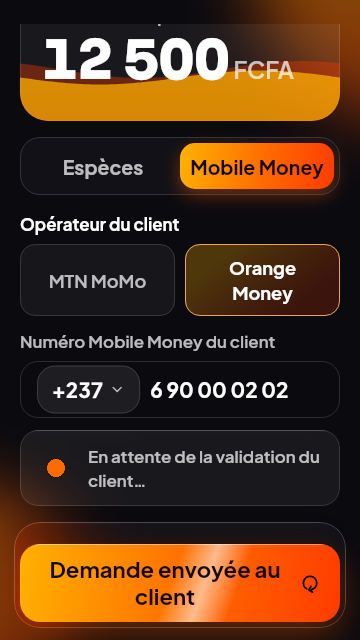 12 500 FCFA
Espèces
Mobile Money
Opérateur du client
MTN MoMo
Orange
Money
Numéro Mobile Money du client
+237
6 90 00 02 02
En attente de la validation du
client…
Demande envoyée au
client